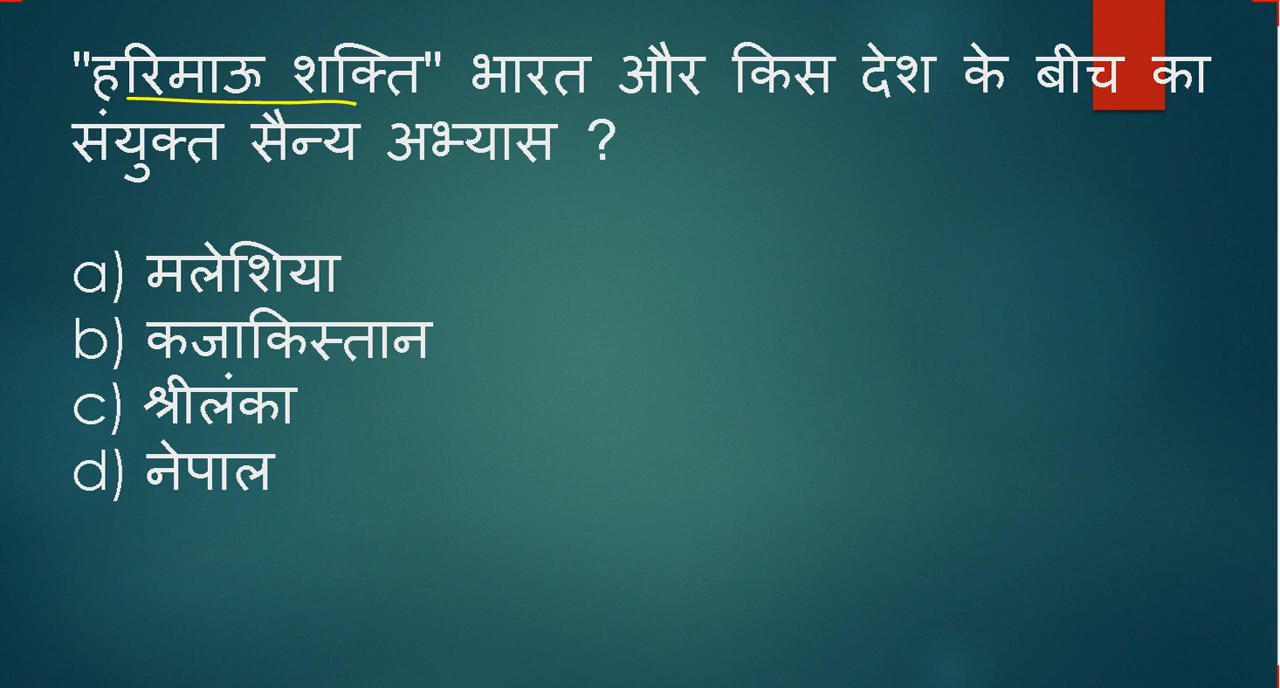 "हरिमाऊ शक्ति" भारत और किस देश के बीच का
संयुक्त सैन्य अभ्यास ?
a) मलेशिया
b) कजाकिस्तान
c) श्रीलंका
d) नेपाल